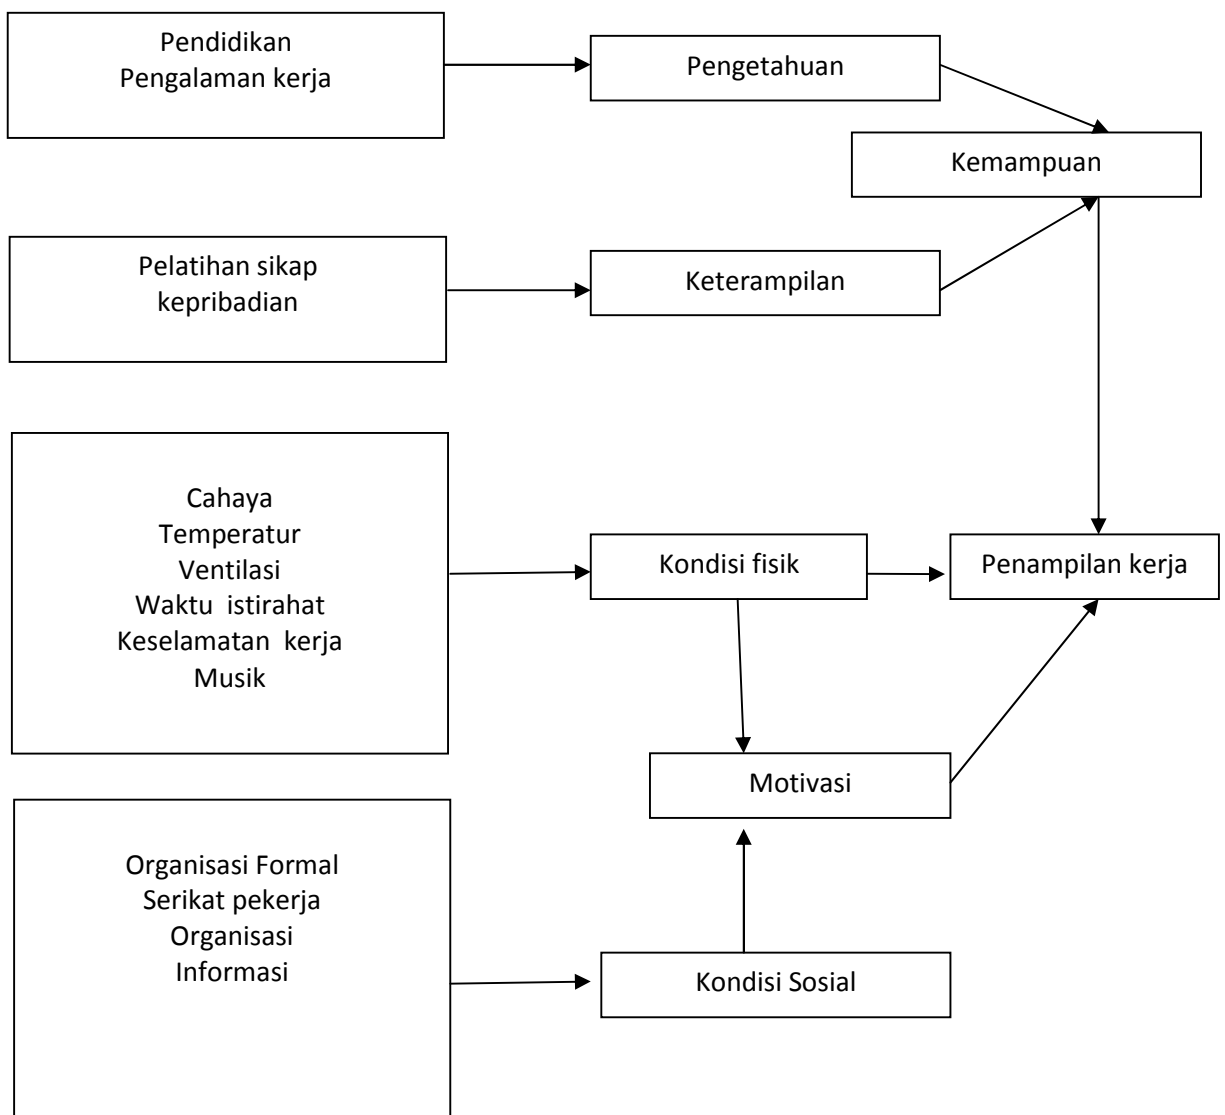 Pendidikan
Pengalaman kerja
Pengetahuan
Kemampuan
Pelatihan sikap
kepribadian
Keterampilan
Cahaya
Temperatur
Ventilasi
Waktu istirahat
Keselamatan kerja
Musik
Kondisi fisik
Penampilan kerja
Motivasi
Organisasi Formal
Serikat pekerja
Organisasi
Informasi
Kondisi Sosial